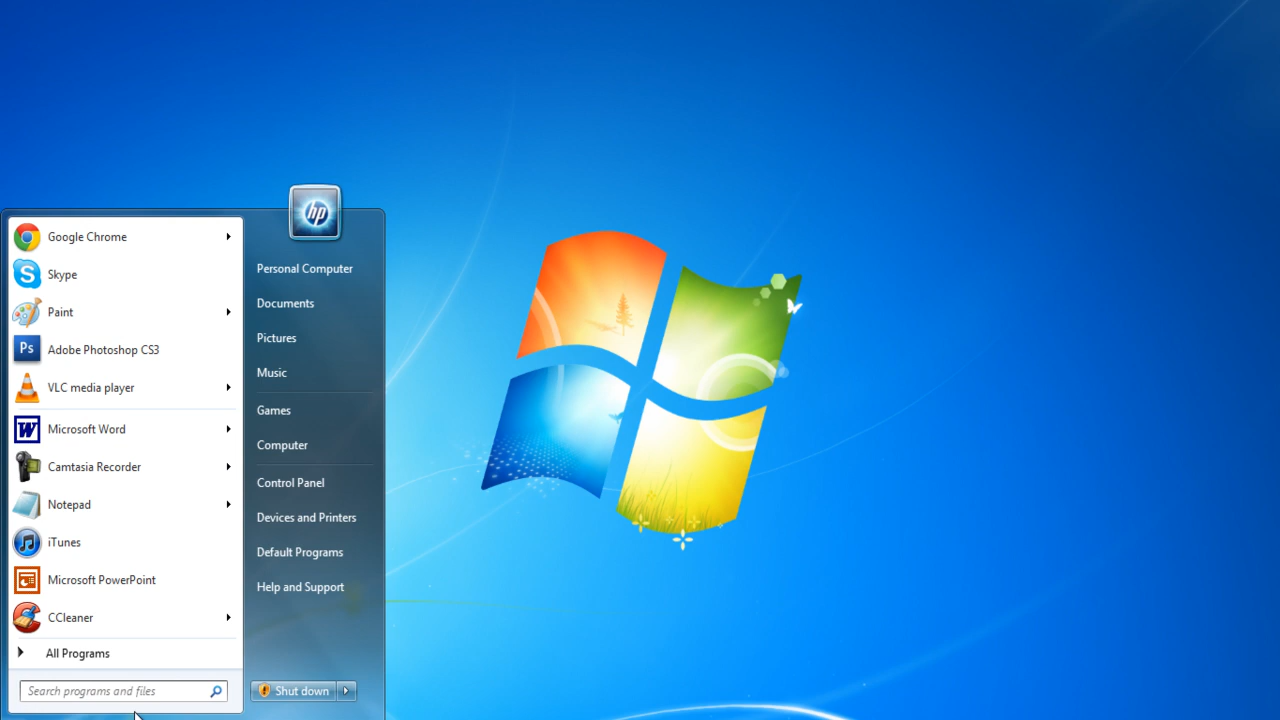 hp
Google Chrome
Skype
Paint
Ps
Adobe Photoshop CS3
VLC media player
W
Microsoft Word
Camtasia Recorder
Notepad
iTunes
Microsoft PowerPoint
CCleaner
All Programs
Search programs and files
Personal Computer
Documents
Pictures
Music
Games
Computer
Control Panel
Devices and Printers
Default Programs
Help and Support
Shut down